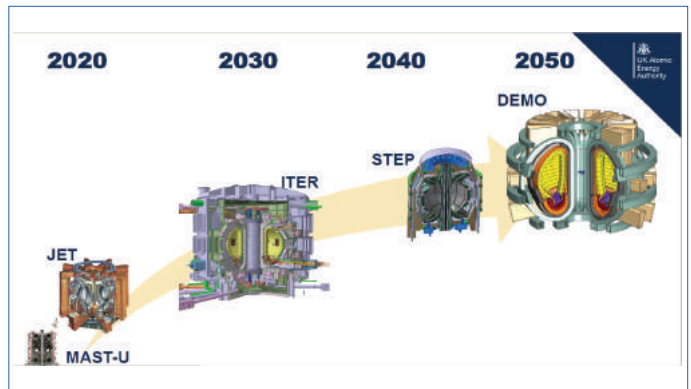 2020 2030 2040 2050
UK Atomic
Energy
Authority
DEMO
STEP
ITER
JET
MAST-U